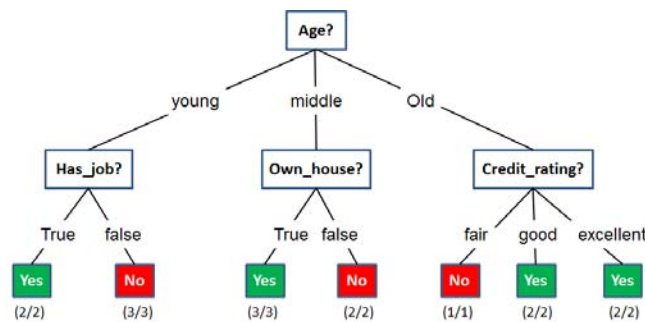 Age?
young middle Old
Has_job? Own_house? Credit_rating?
True false True false fair good excellent
Yes No Yes No No Yes Yes
(2/2) (3/3) (3/3) (2/2) (1/1) (2/2) (2/2)